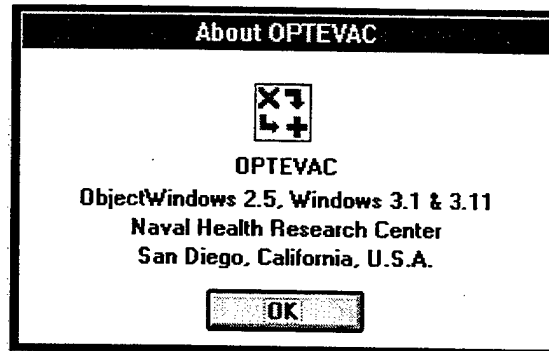 About OPTEVAC
OPTEVAC
ObjectWindows 2.5, Windows 3.1 & 3.11
Naval Health Research Center
San Diego, California, U.S.A.
OK